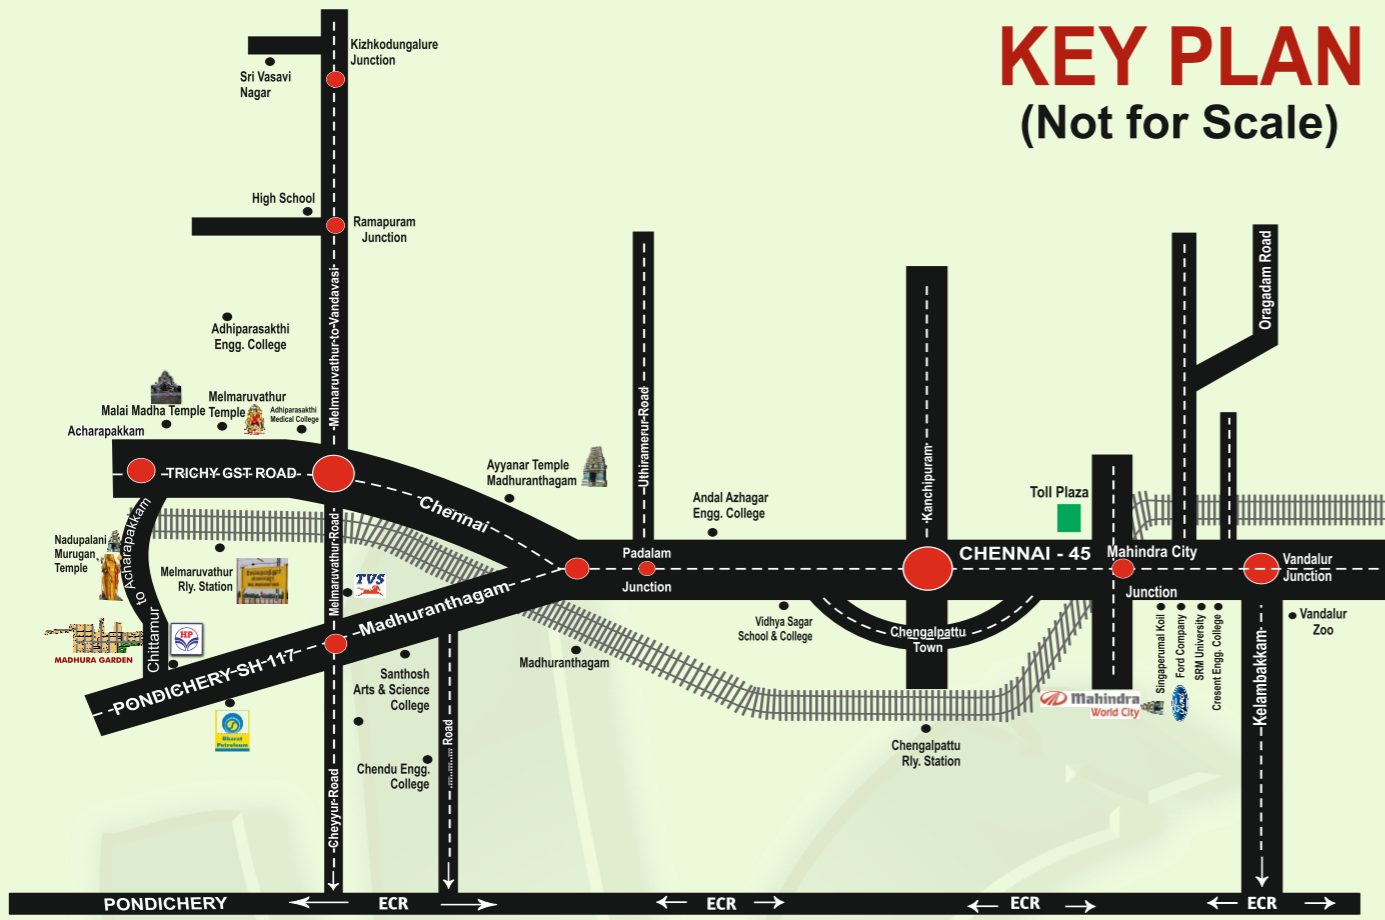 KEY PLAN
(Not for Scale)
Kizhkodungalure
Junction
Sri Vasavi
Nagar
High School
Ramapuram
Junction
Melmaruvathur-to-Vandavasi
Adhiparasakthi
Engg. College
Malai Madha Temple
Melmaruvathur
Temple
Adhiparasakthi
Medical College
Acharapakkam
TRICHY GST ROAD
Chennai
Ayyanar Temple
Madhuranthagam
Uthiramerur Road
Andal Azhagar
Engg. College
Kanchipuram
Toll Plaza
Oragadam Road
Padalam
Junction
CHENNAI - 45
Mahindra City
Junction
Vandalur
Junction
Vandalur
Zoo
Nadupalani
Murugan
Temple
Chittamur to Acharapakkam
Melmaruvathur
Rly. Station
Melmaruvathur Road
TVS
HP
MADHURA GARDEN
Madhuranthagam
PONDICHERY-SH-117
Bharat
Petroleum
Santhosh
Arts & Science
College
Chendu Engg.
College
Cheyyur Road
.............. Road
Madhuranthagam
Vidhya Sagar
School & College
Chengalpattu
Town
Chengalpattu
Rly. Station
Mahindra
World City
Singaperumal Koil
Ford Company
Ford
SRM University
Cresent Engg. College
Kelambakkam
PONDICHERY
ECR
ECR
ECR
ECR